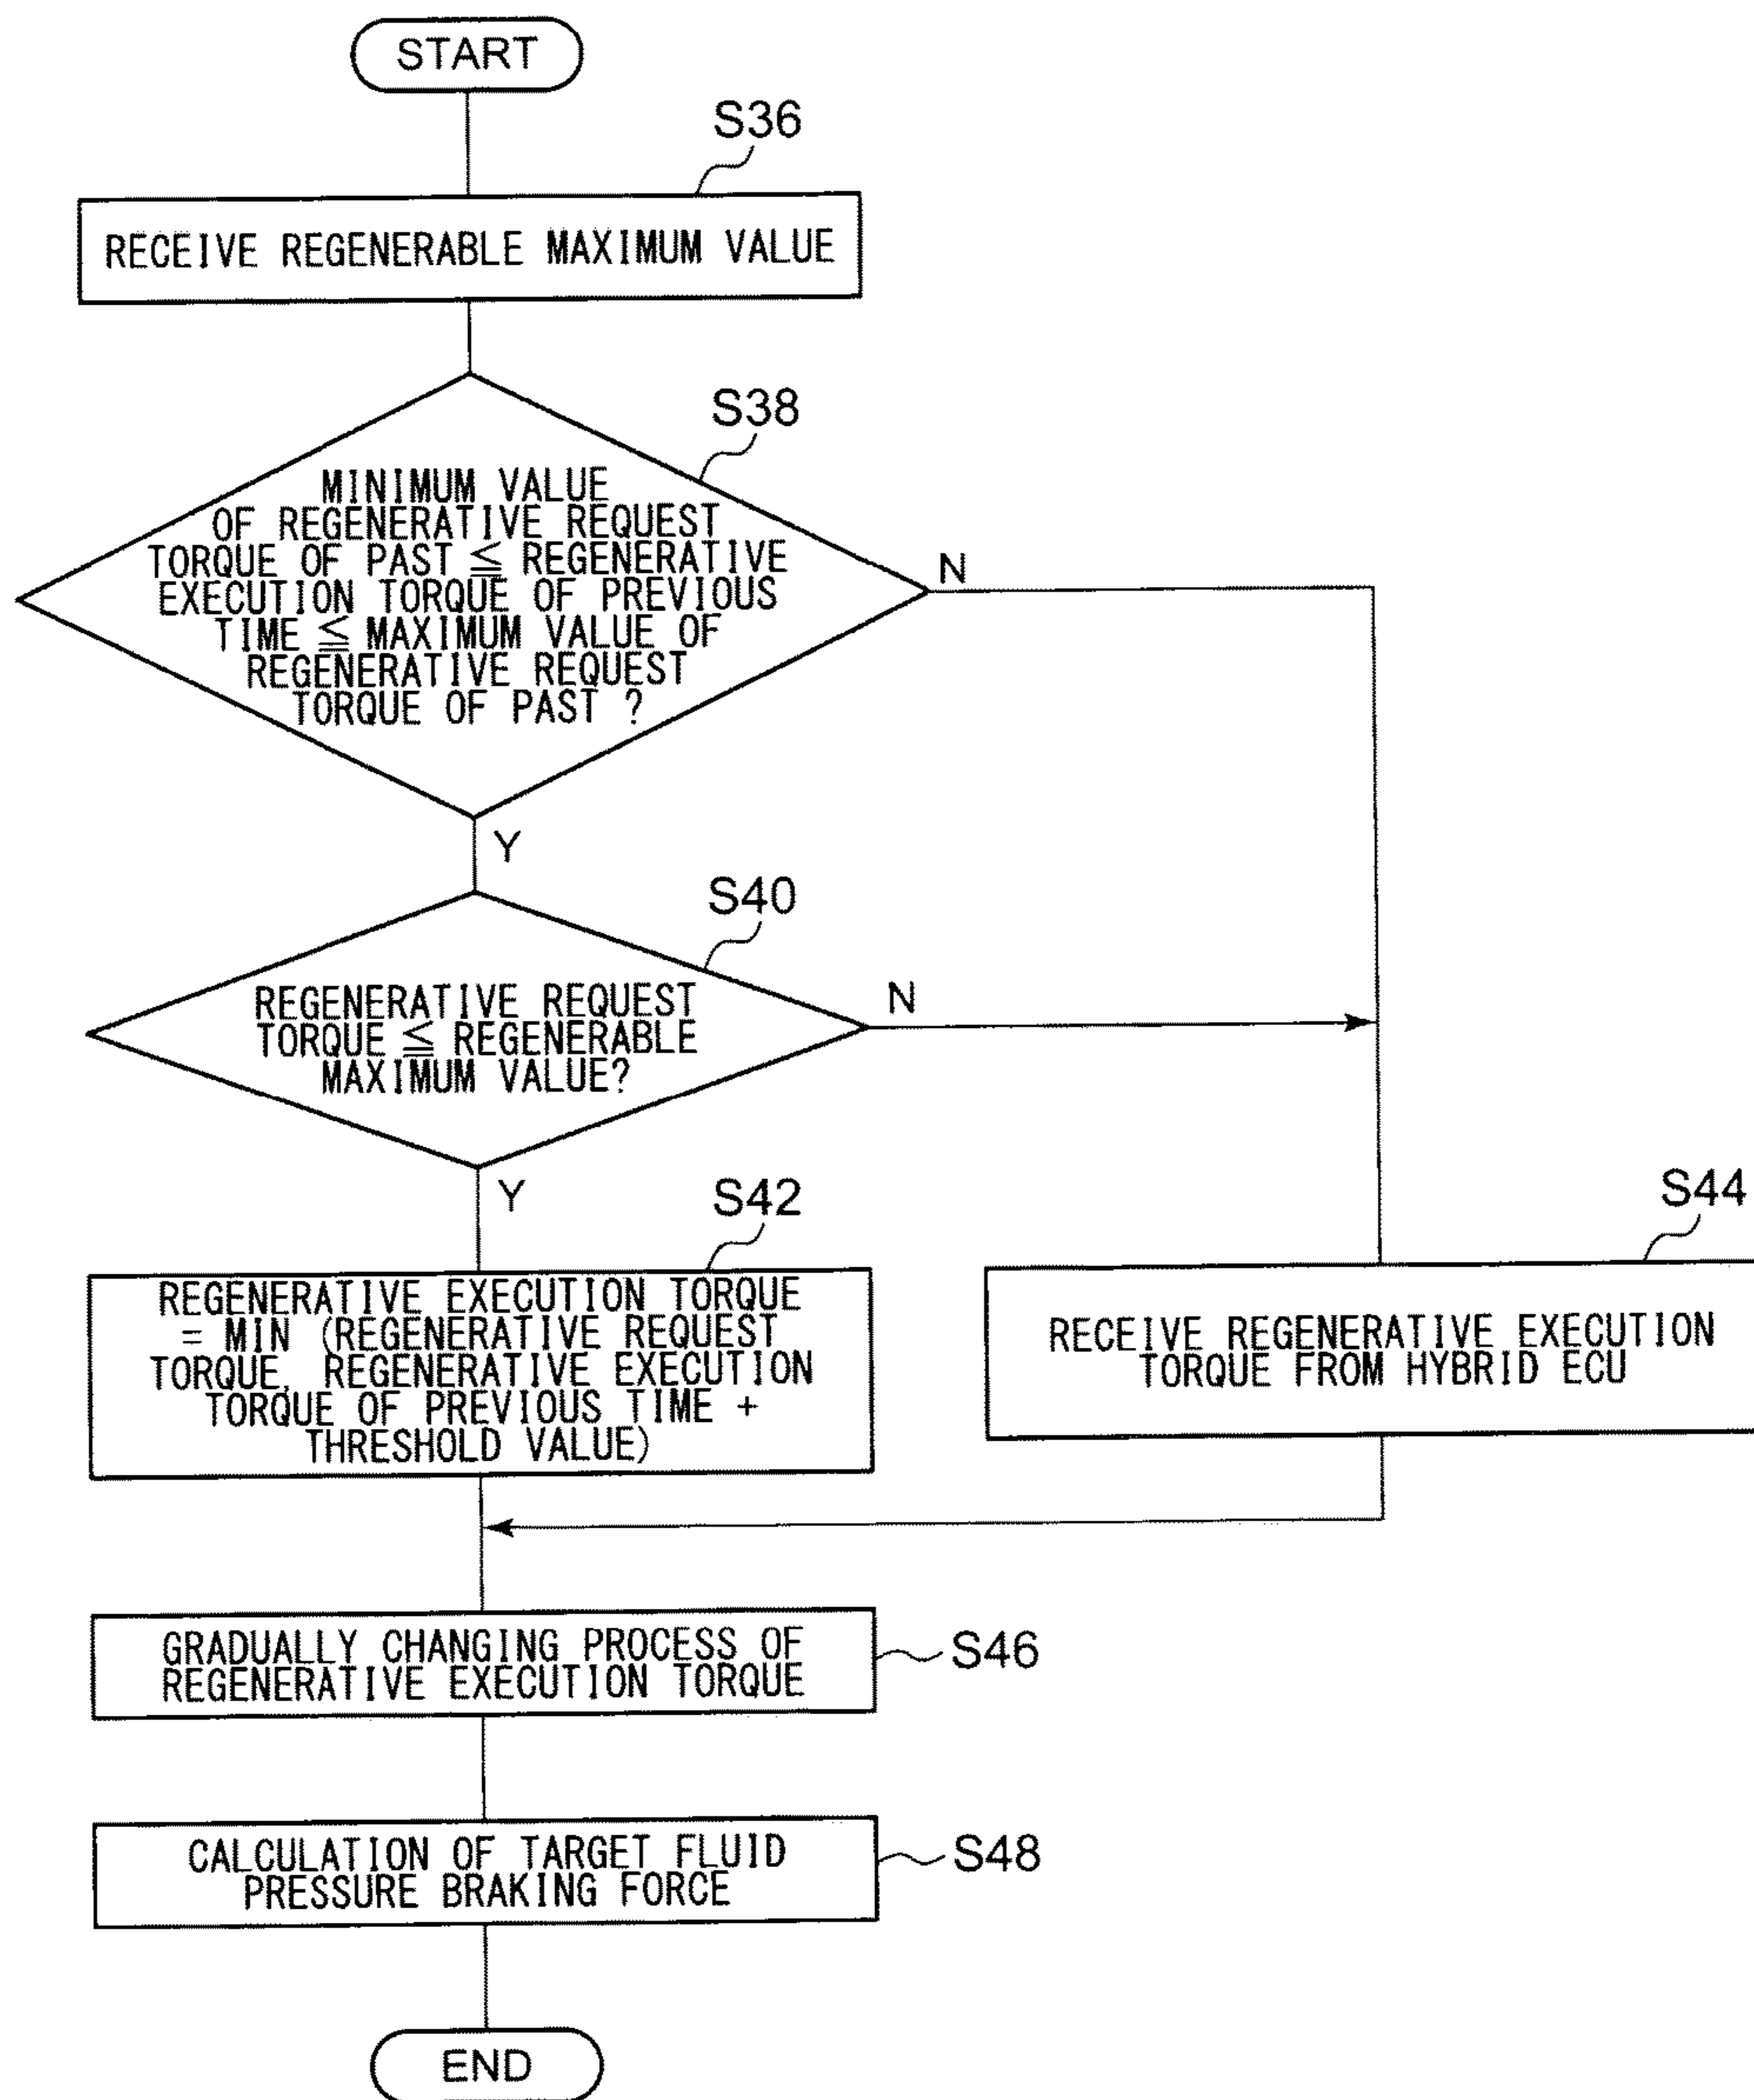 START
S36
RECEIVE REGENERABLE MAXIMUM VALUE
S38
MINIMUM VALUE
OF REGENERATIVE REQUEST
TORQUE OF PAST ≦ REGENERATIVE
EXECUTION TORQUE OF PREVIOUS
TIME ≦ MAXIMUM VALUE OF
REGENERATIVE REQUEST
TORQUE OF PAST ?
N
Y
S40
REGENERATIVE REQUEST
TORQUE ≦ REGENERABLE
MAXIMUM VALUE?
N
Y
S42
REGENERATIVE EXECUTION TORQUE
= MIN (REGENERATIVE REQUEST
TORQUE, REGENERATIVE EXECUTION
TORQUE OF PREVIOUS TIME +
THRESHOLD VALUE)
S44
RECEIVE REGENERATIVE EXECUTION
TORQUE FROM HYBRID ECU
GRADUALLY CHANGING PROCESS OF
REGENERATIVE EXECUTION TORQUE
S46
CALCULATION OF TARGET FLUID
PRESSURE BRAKING FORCE
S48
END